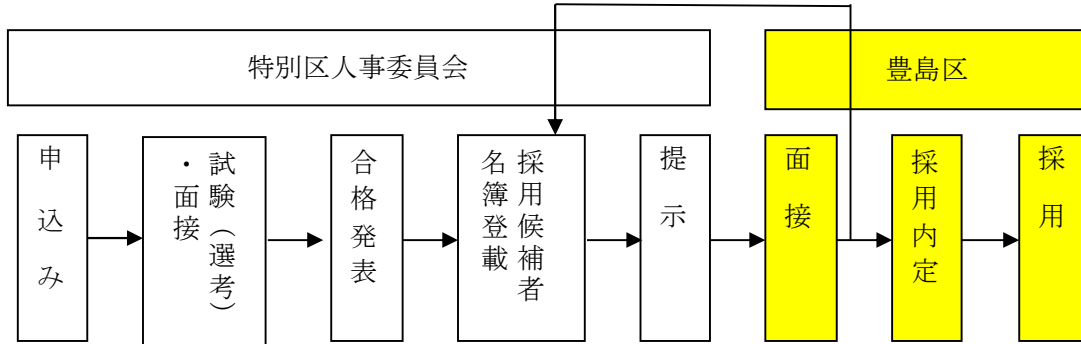 特別区人事委員会
豊島区
申込み
試験（選考）
・面接
合格発表
採用候補者
名簿登載
提示
面接
採用内定
採用